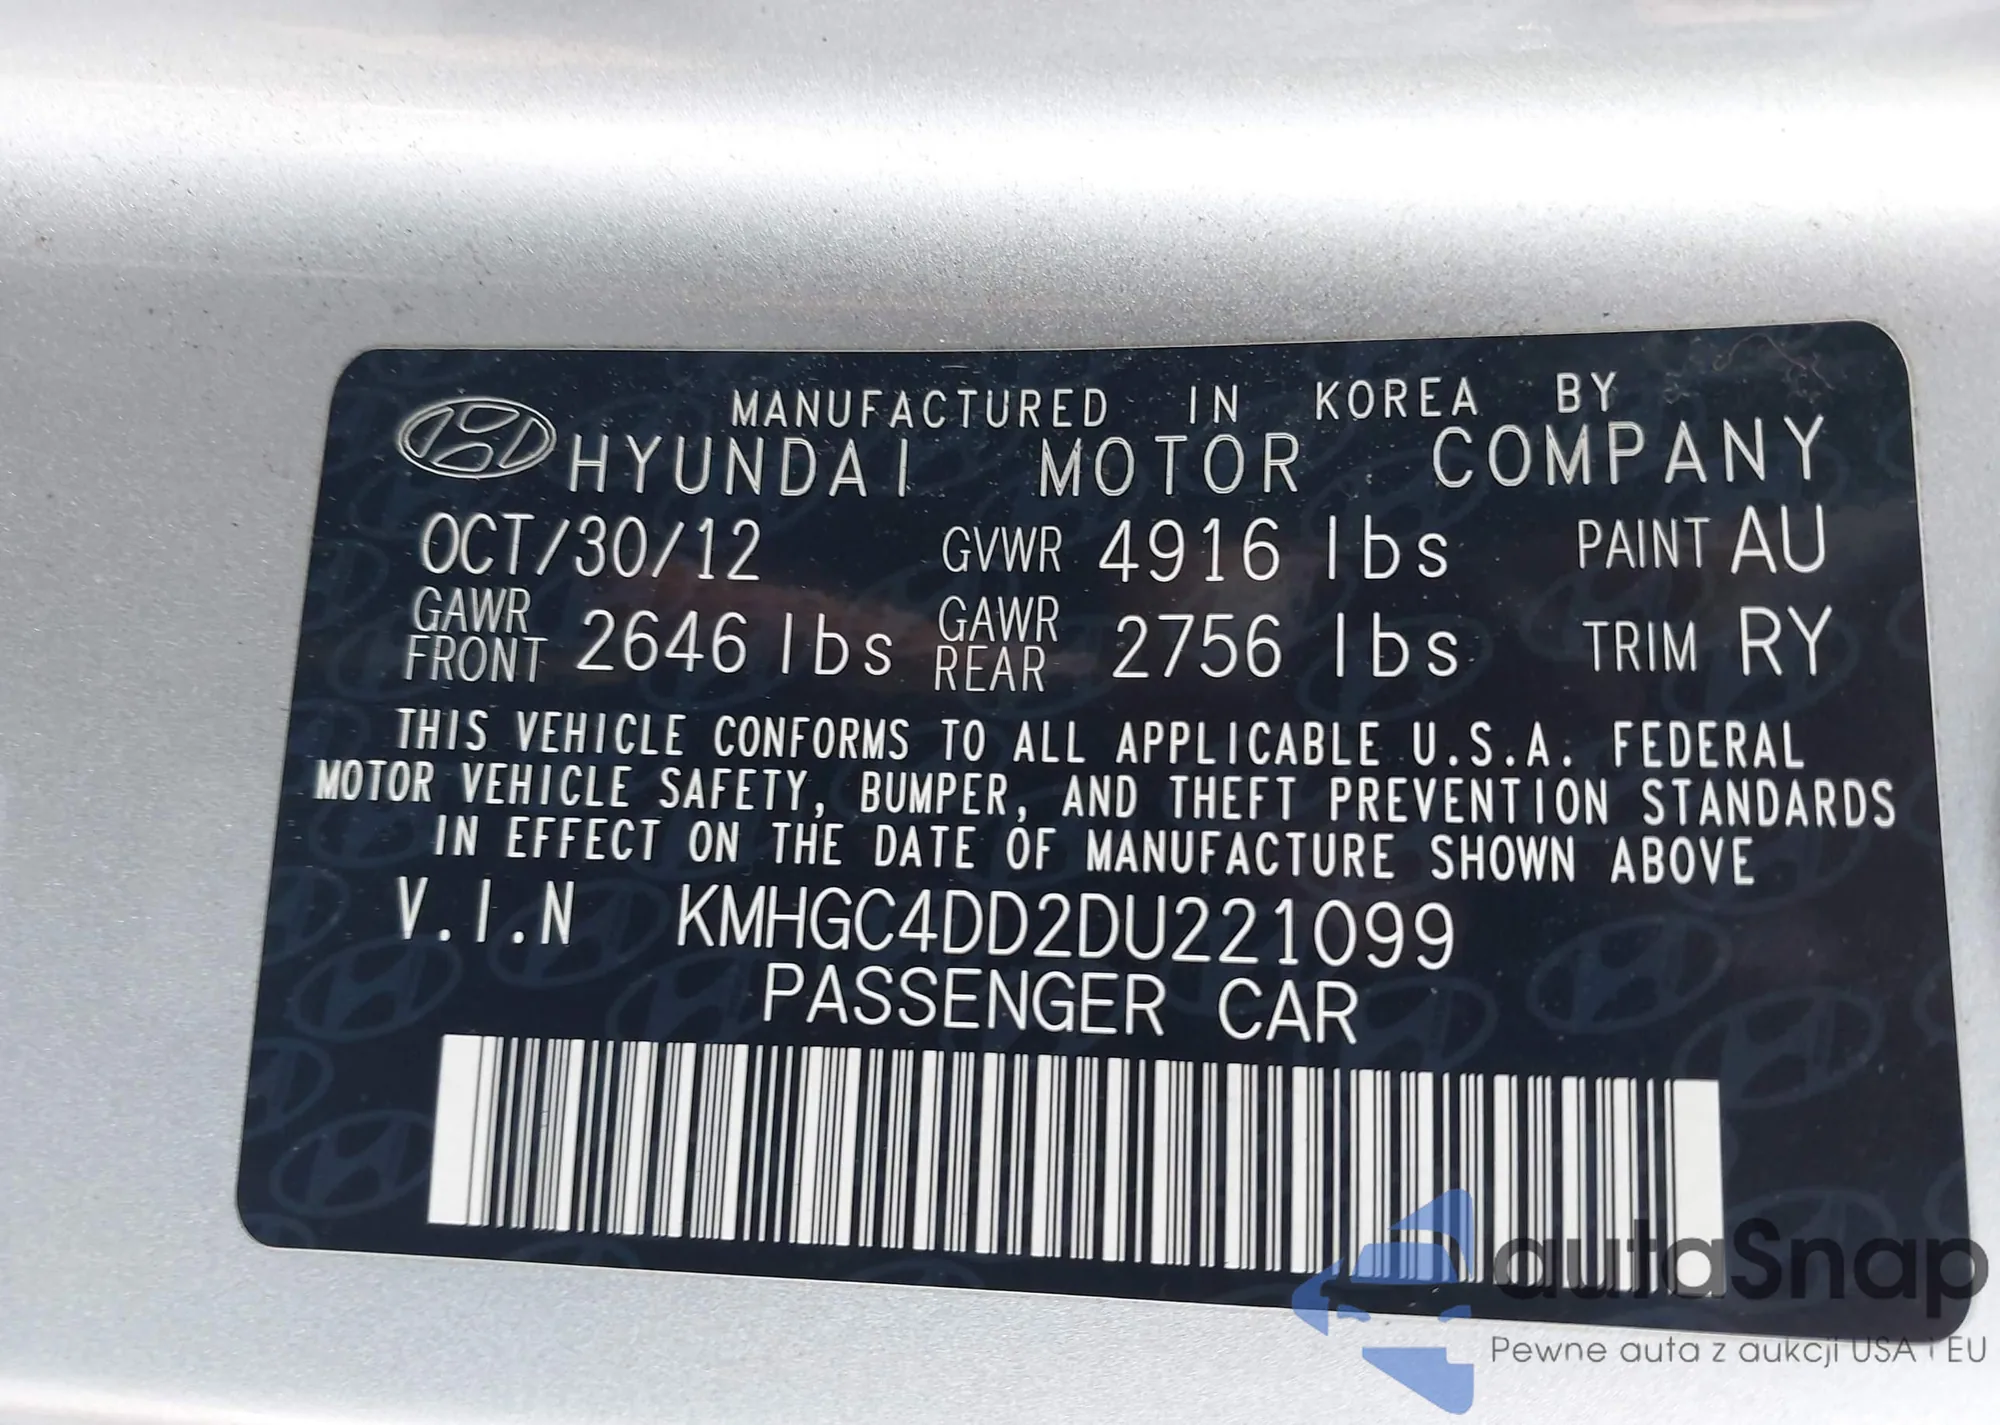 MANUFACTURED IN KOREA BY
HYUNDAI MOTOR COMPANY
OCT/30/12 GVWR 4916 lbs PAINT AU
GAWR FRONT 2646 lbs GAWR REAR 2756 lbs TRIM RY
THIS VEHICLE CONFORMS TO ALL APPLICABLE U.S.A. FEDERAL
MOTOR VEHICLE SAFETY, BUMPER, AND THEFT PREVENTION STANDARDS
IN EFFECT ON THE DATE OF MANUFACTURE SHOWN ABOVE
V.I.N KMHGC4DD2DU221099
PASSENGER CAR
autaSnap
Pewne auta z aukcji USA i EU